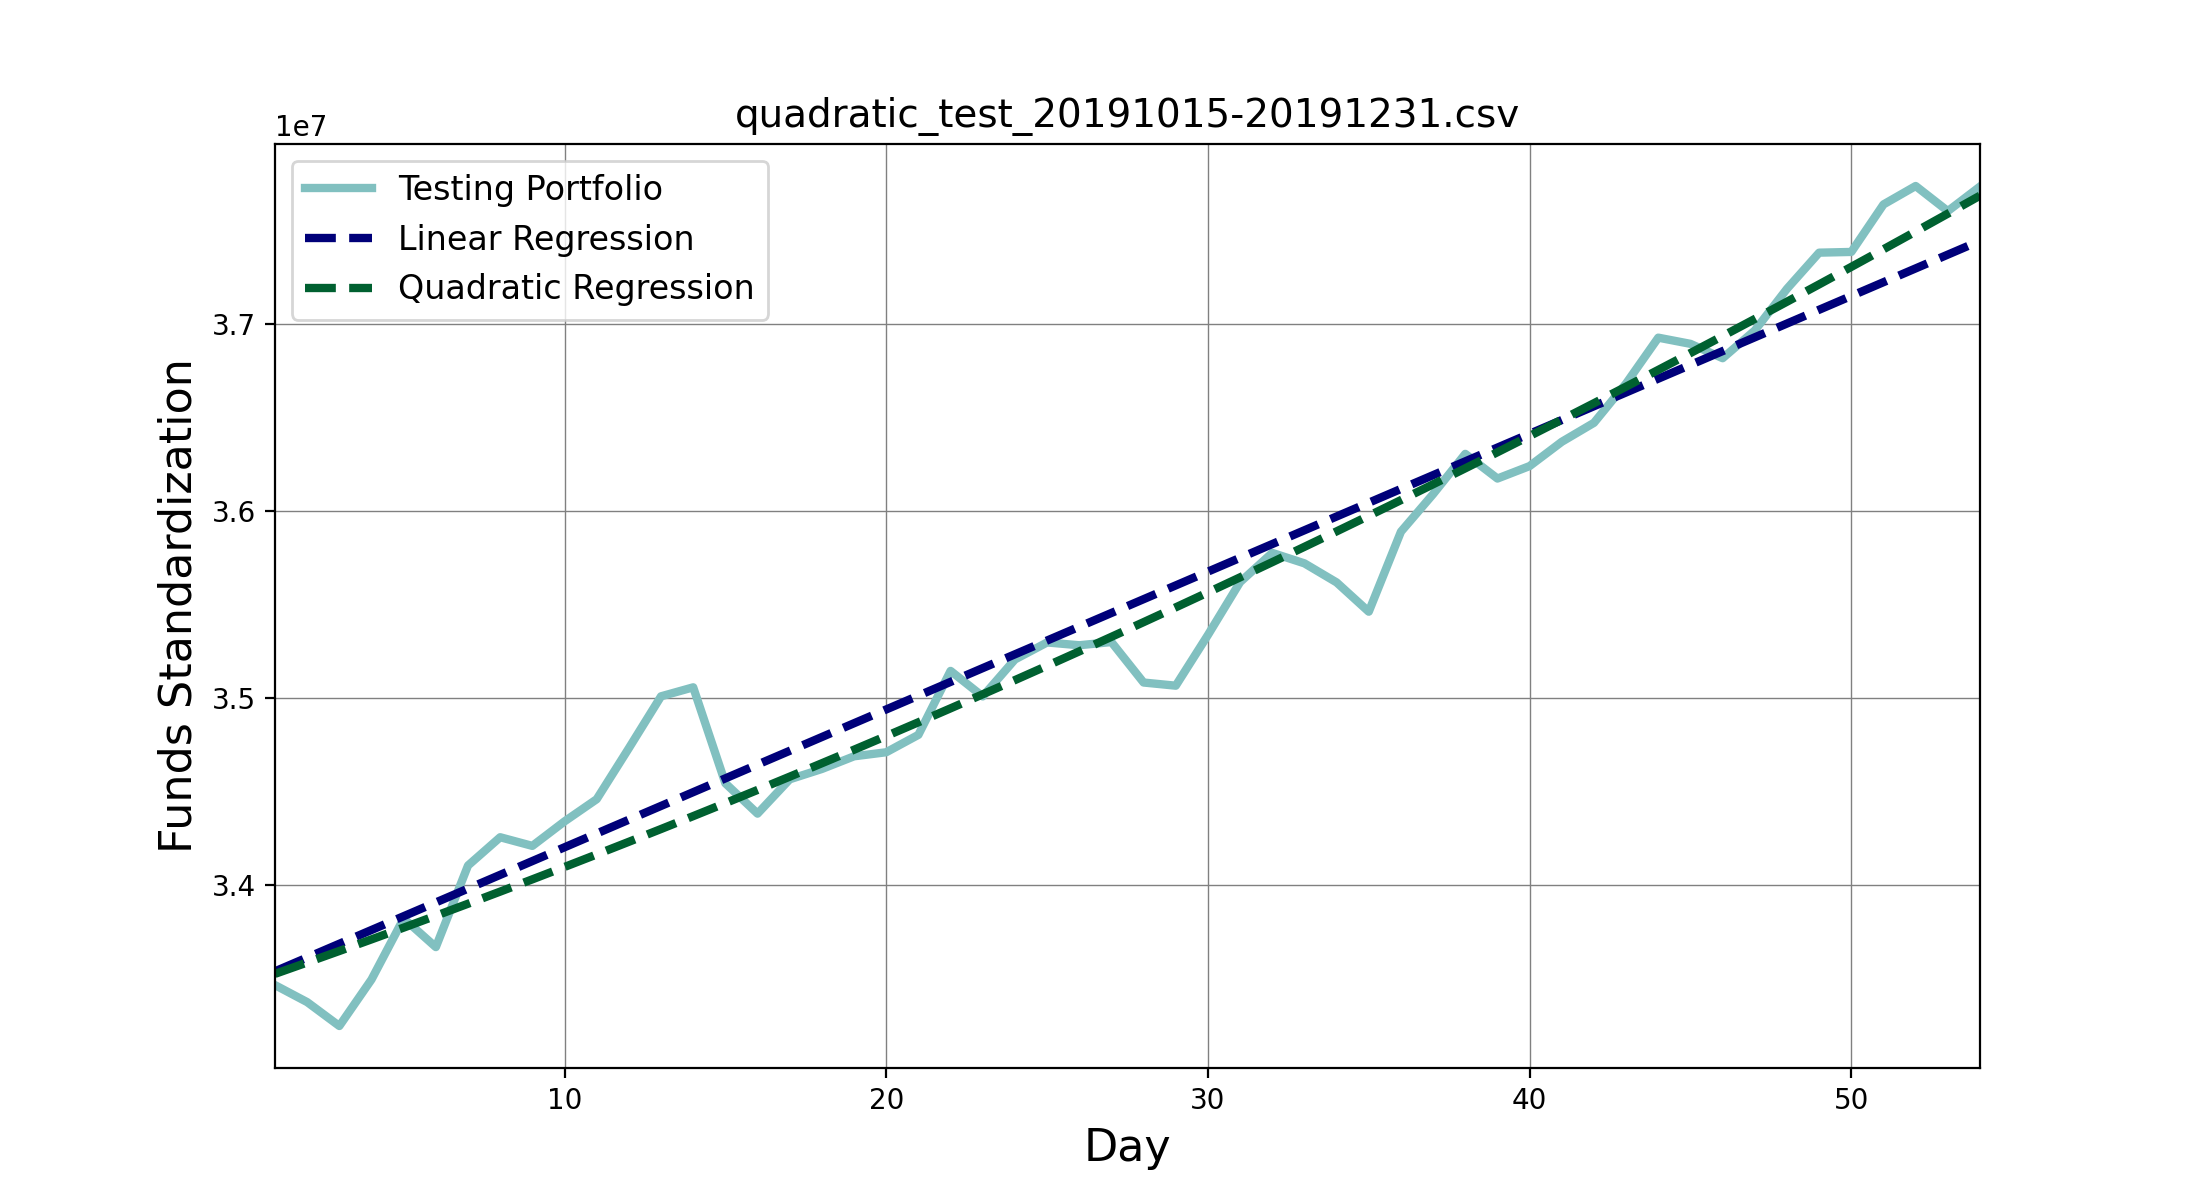 quadratic_test_20191015-20191231.csv
1e7
Testing Portfolio
Linear Regression
Quadratic Regression
3.7
3.6
3.5
3.4
Funds Standardization
10 20 30 40 50
Day